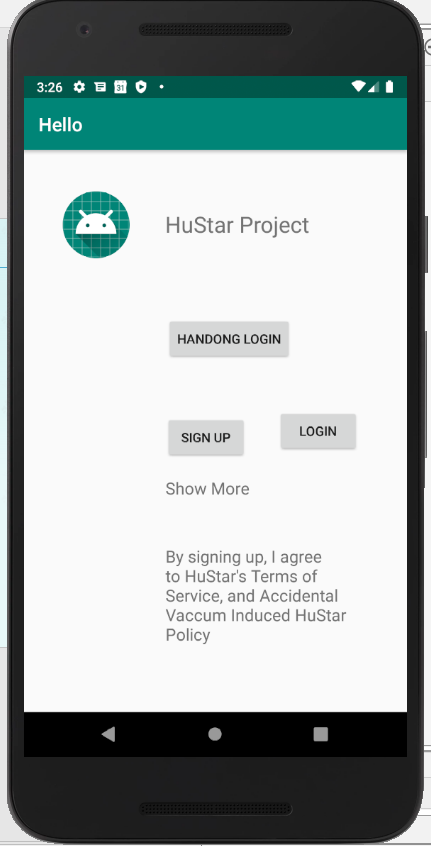 3:26
31
Hello
HuStar Project
HANDONG LOGIN
SIGN UP
LOGIN
Show More
By signing up, I agree
to HuStar's Terms of
Service, and Accidental
Vaccum Induced HuStar
Policy